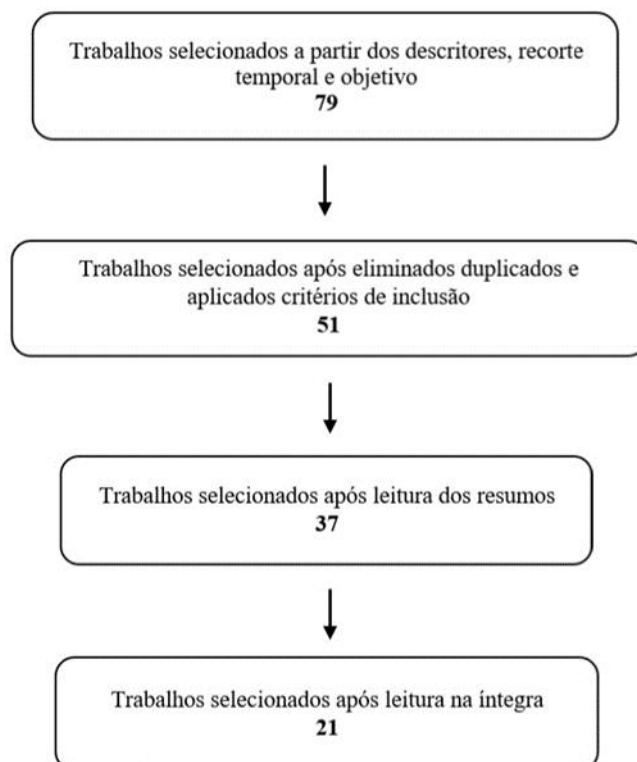 Trabalhos selecionados a partir dos descritores, recorte
temporal e objetivo
79
Trabalhos selecionados após eliminados duplicados e
aplicados critérios de inclusão
51
Trabalhos selecionados após leitura dos resumos
37
Trabalhos selecionados após leitura na íntegra
21